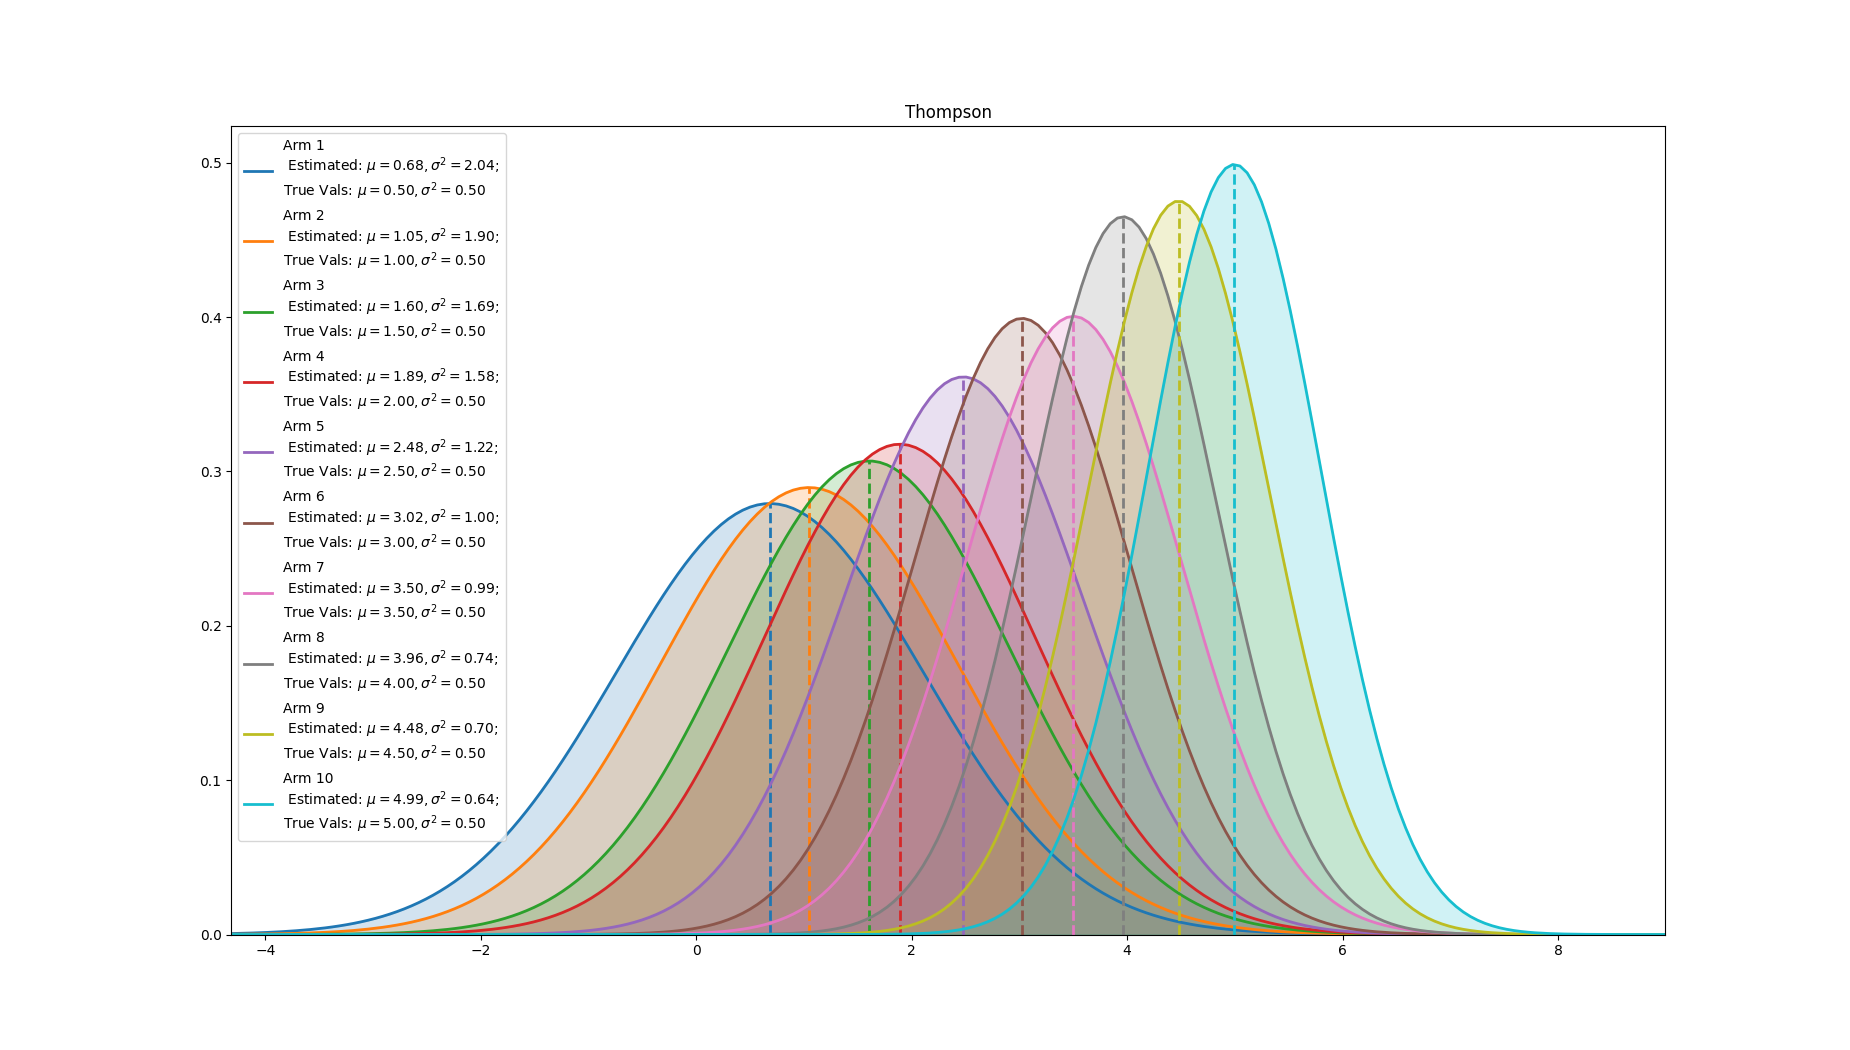 Thompson
Arm 1
Estimated: μ = 0.68, σ² = 2.04;
True Vals: μ = 0.50, σ² = 0.50
Arm 2
Estimated: μ = 1.05, σ² = 1.90;
True Vals: μ = 1.00, σ² = 0.50
Arm 3
Estimated: μ = 1.60, σ² = 1.69;
True Vals: μ = 1.50, σ² = 0.50
Arm 4
Estimated: μ = 1.89, σ² = 1.58;
True Vals: μ = 2.00, σ² = 0.50
Arm 5
Estimated: μ = 2.48, σ² = 1.22;
True Vals: μ = 2.50, σ² = 0.50
Arm 6
Estimated: μ = 3.02, σ² = 1.00;
True Vals: μ = 3.00, σ² = 0.50
Arm 7
Estimated: μ = 3.50, σ² = 0.99;
True Vals: μ = 3.50, σ² = 0.50
Arm 8
Estimated: μ = 3.96, σ² = 0.74;
True Vals: μ = 4.00, σ² = 0.50
Arm 9
Estimated: μ = 4.48, σ² = 0.70;
True Vals: μ = 4.50, σ² = 0.50
Arm 10
Estimated: μ = 4.99, σ² = 0.64;
True Vals: μ = 5.00, σ² = 0.50
0.5
0.4
0.3
0.2
0.1
0.0
−4 −2 0 2 4 6 8